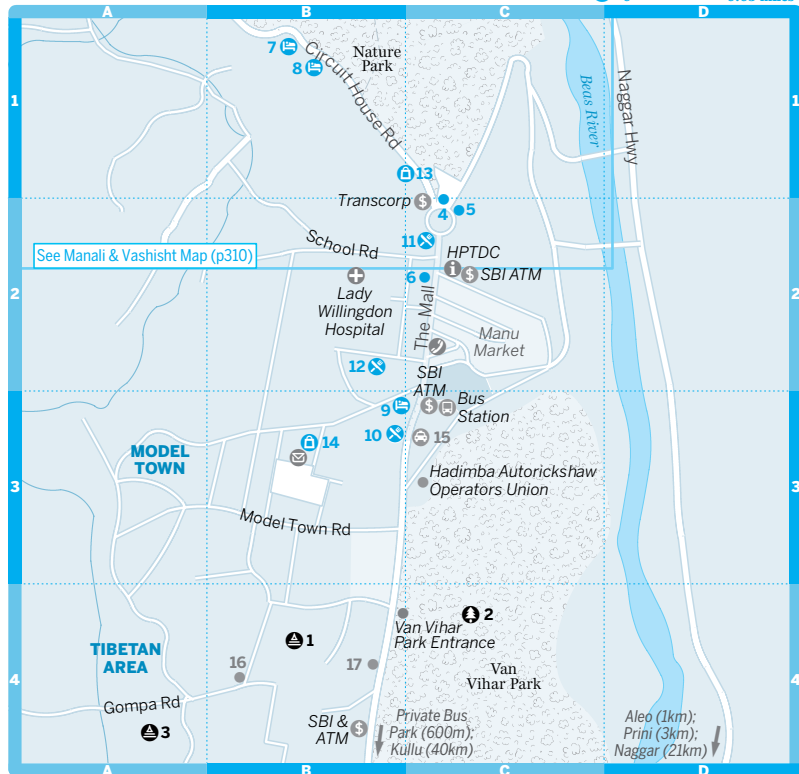 A
B
C
D
1
7
8
Circuit House Rd
Nature
Park
Beas River
Naggar Hwy
1
13
Transcorp
$
4
5
11
School Rd
HPTDC
i
$
SBI ATM
See Manali & Vashisht Map (p310)
2
6
2
Lady
Willingdon
Hospital
The Mall
Manu
Market
12
SBI
ATM
9
$
Bus
Station
10
15
14
MODEL
TOWN
3
Hadimba Autorickshaw
Operators Union
3
Model Town Rd
1
2
Van Vihar
Park Entrance
TIBETAN
AREA
16
17
Van
Vihar Park
4
4
Gompa Rd
3
SBI &
ATM
$
Private Bus
Park (600m);
Kullu (40km)
Aleo (1km);
Prini (3km);
Naggar (21km)
A
B
C
D